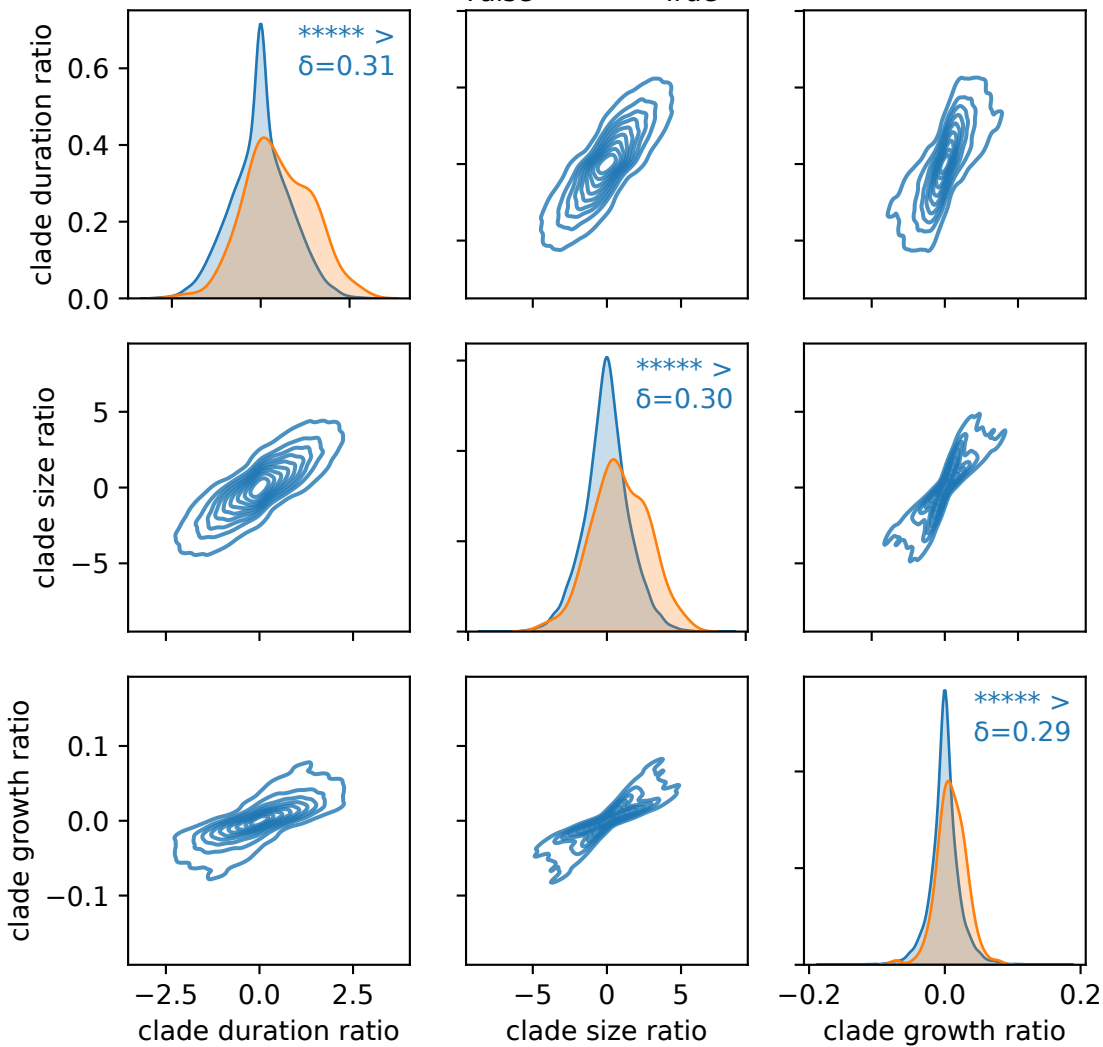 ***** >
δ=0.31
clade duration ratio
0.6
0.4
0.2
0.0
***** >
δ=0.30
clade size ratio
5
0
−5
***** >
δ=0.29
clade growth ratio
0.1
0.0
−0.1
−2.5 0.0 2.5
−5 0 5
−0.2 0.0 0.2
clade duration ratio
clade size ratio
clade growth ratio